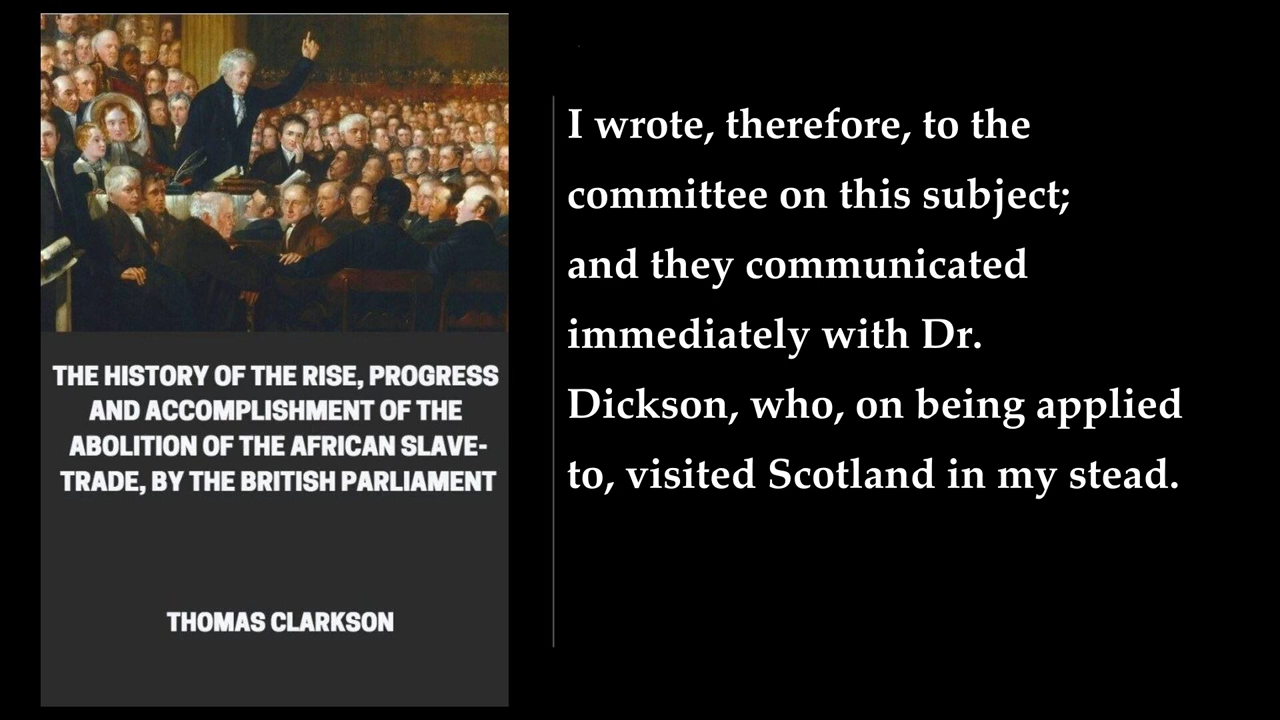 THE HISTORY OF THE RISE, PROGRESS
AND ACCOMPLISHMENT OF THE
ABOLITION OF THE AFRICAN SLAVE-
TRADE, BY THE BRITISH PARLIAMENT
THOMAS CLARKSON
I wrote, therefore, to the
committee on this subject;
and they communicated
immediately with Dr.
Dickson, who, on being applied
to, visited Scotland in my stead.